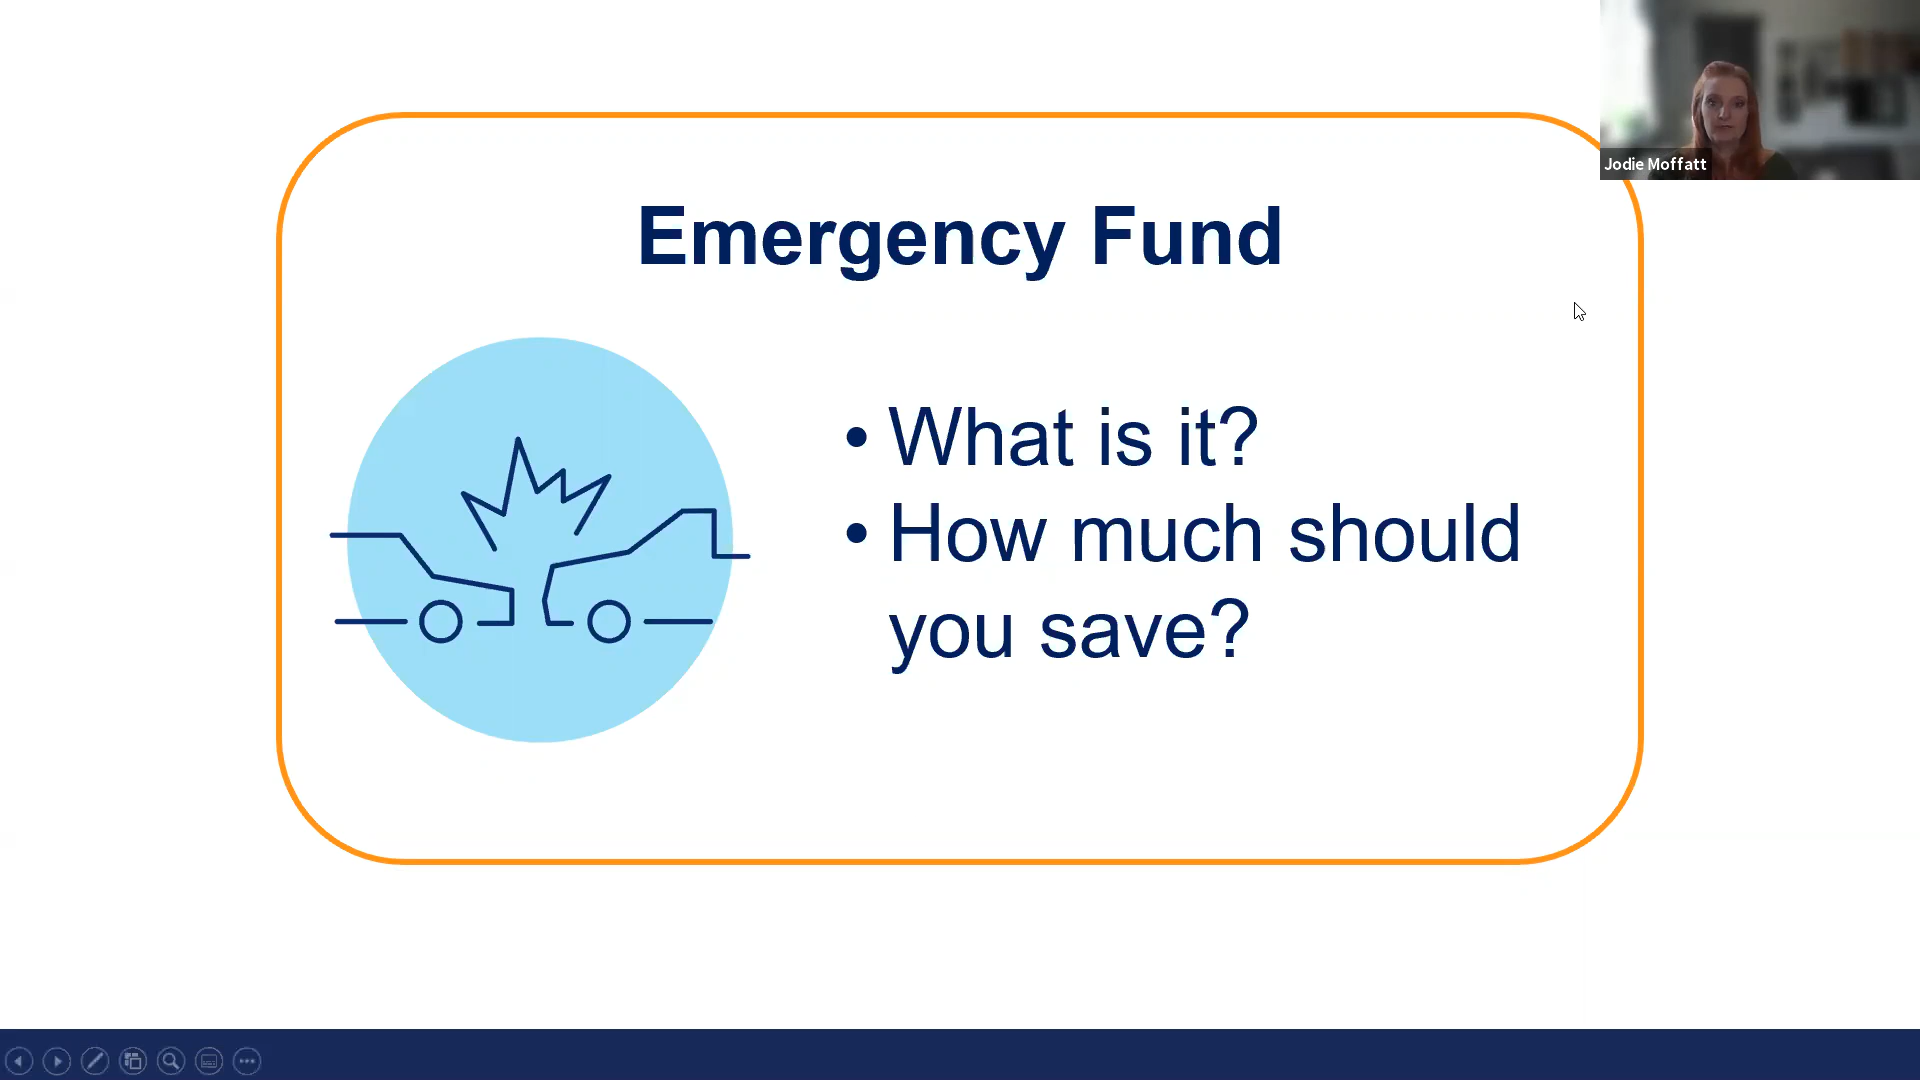 Jodie Moffatt
Emergency Fund
• What is it?
• How much should
you save?